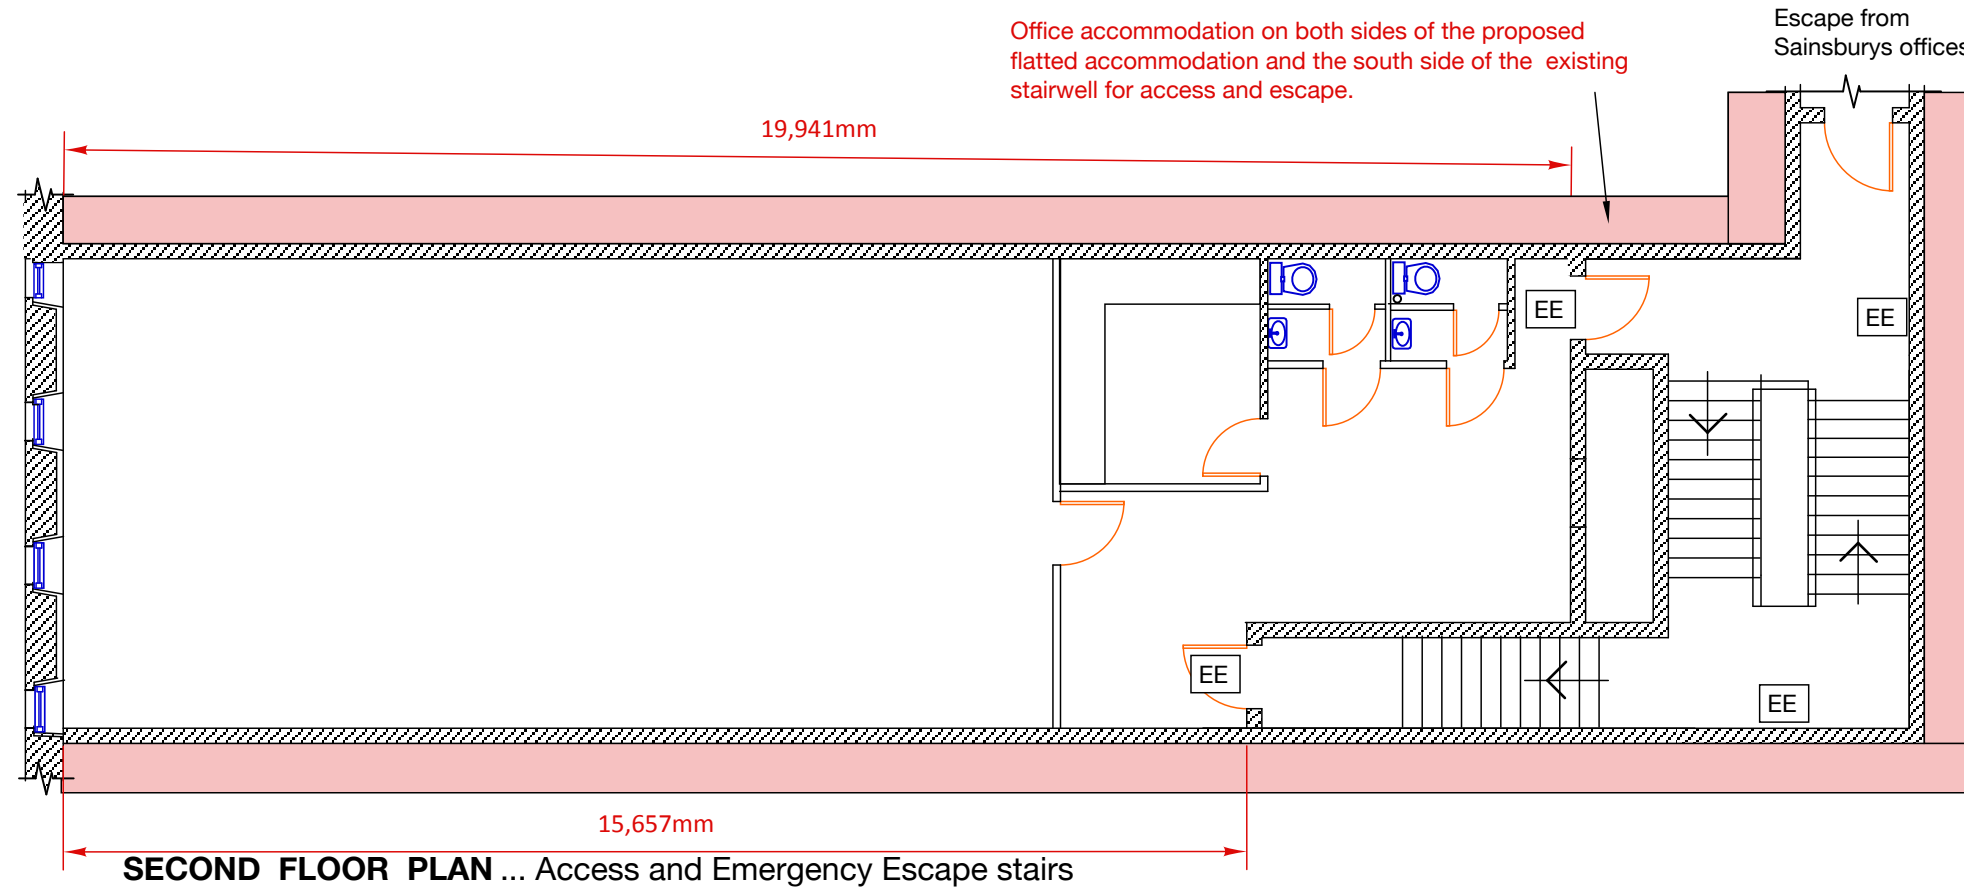 Escape from
Sainsburys offices
Office accommodation on both sides of the proposed
flatted accommodation and the south side of the existing
stairwell for access and escape.
19,941mm
EE
EE
EE
EE
15,657mm
SECOND FLOOR PLAN ... Access and Emergency Escape stairs